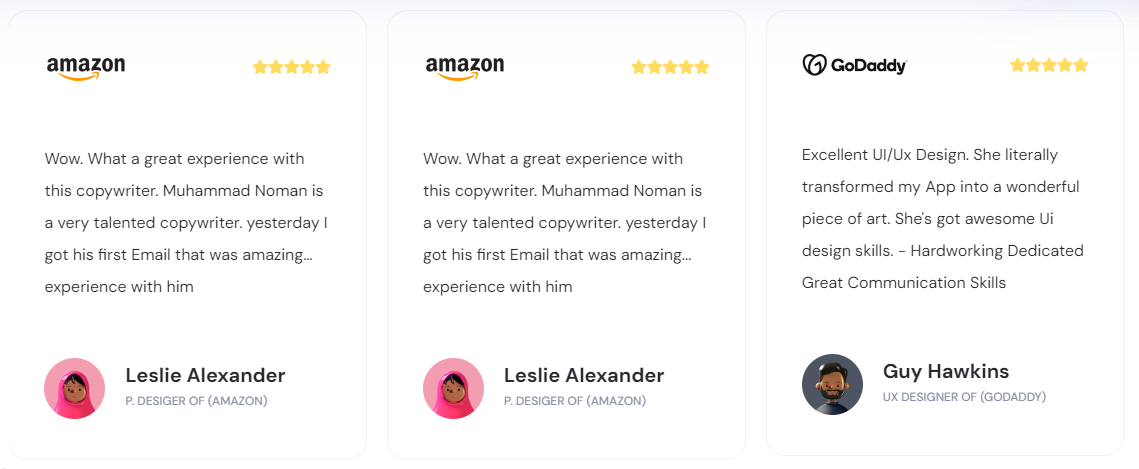 amazon
Wow. What a great experience with
this copywriter. Muhammad Noman is
a very talented copywriter. yesterday I
got his first Email that was amazing...
experience with him
Leslie Alexander
P. DESIGER OF (AMAZON)
amazon
Wow. What a great experience with
this copywriter. Muhammad Noman is
a very talented copywriter. yesterday I
got his first Email that was amazing...
experience with him
Leslie Alexander
P. DESIGER OF (AMAZON)
GoDaddy
Excellent UI/Ux Design. She literally
transformed my App into a wonderful
piece of art. She's got awesome Ui
design skills. - Hardworking Dedicated
Great Communication Skills
Guy Hawkins
UX DESIGNER OF (GODADDY)